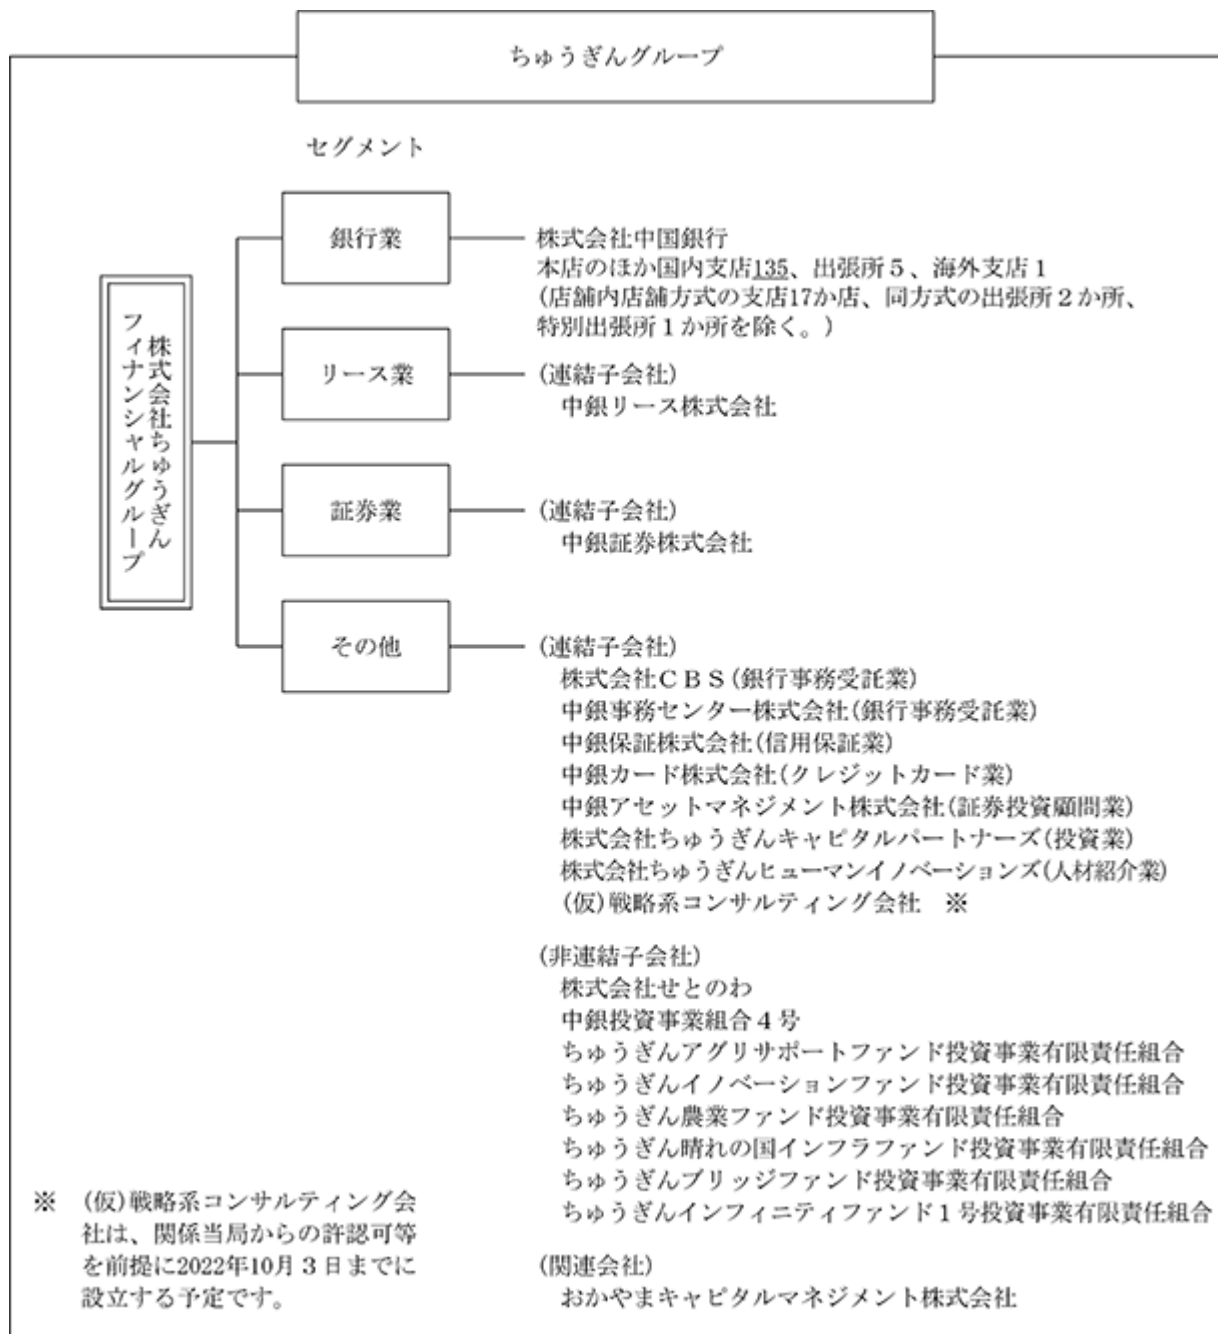 ちゅうぎんグループ
セグメント
株式会社ちゅうぎん
フィナンシャルグループ
銀行業
株式会社中国銀行
本店のほか国内支店135、出張所5、海外支店1
(店舗内店舗方式の支店17か店、同方式の出張所2か所、
特別出張所1か所を除く。)
リース業
(連結子会社)
中銀リース株式会社
証券業
(連結子会社)
中銀証券株式会社
その他
(連結子会社)
株式会社CBS(銀行事務受託業)
中銀事務センター株式会社(銀行事務受託業)
中銀保証株式会社(信用保証業)
中銀カード株式会社(クレジットカード業)
中銀アセットマネジメント株式会社(証券投資顧問業)
株式会社ちゅうぎんキャピタルパートナーズ(投資業)
株式会社ちゅうぎんヒューマンイノベーションズ(人材紹介業)
(仮)戦略系コンサルティング会社 ※
(非連結子会社)
株式会社せとのわ
中銀投資事業組合4号
ちゅうぎんアグリサポートファンド投資事業有限責任組合
ちゅうぎんイノベーションファンド投資事業有限責任組合
ちゅうぎん農業ファンド投資事業有限責任組合
ちゅうぎん晴れの国インフラファンド投資事業有限責任組合
ちゅうぎんブリッジファンド投資事業有限責任組合
ちゅうぎんインフィニティファンド1号投資事業有限責任組合
(関連会社)
おかやまキャピタルマネジメント株式会社
※ (仮)戦略系コンサルティング会
社は、関係当局からの許認可等
を前提に2022年10月3日までに
設立する予定です。